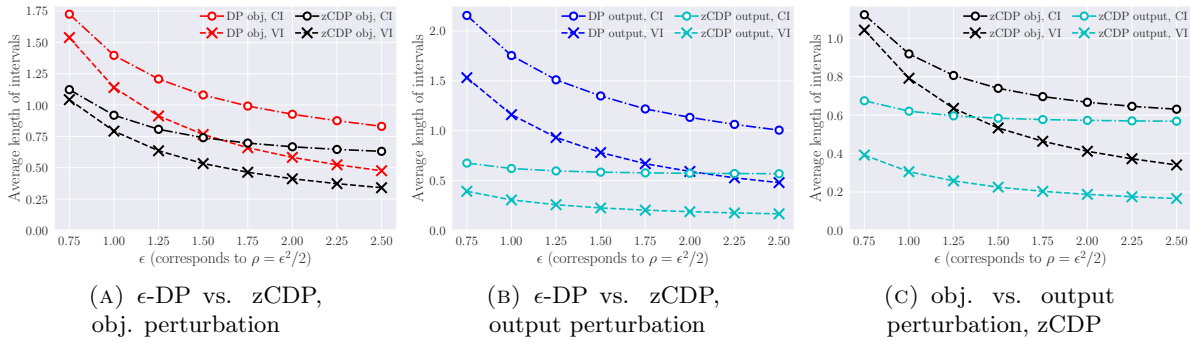 Average length of intervals
1.75
1.50
1.25
1.00
0.75
0.50
0.25
0.00
DP obj, CI
DP obj, VI
zCDP obj, CI
zCDP obj, VI
0.75 1.00 1.25 1.50 1.75 2.00 2.25 2.50
ϵ (corresponds to ρ = ϵ²/2)
(A) ϵ-DP vs. zCDP,
obj. perturbation
Average length of intervals
2.0
1.5
1.0
0.5
0.0
DP output, CI
DP output, VI
zCDP output, CI
zCDP output, VI
0.75 1.00 1.25 1.50 1.75 2.00 2.25 2.50
ϵ (corresponds to ρ = ϵ²/2)
(B) ϵ-DP vs. zCDP,
output perturbation
Average length of intervals
1.0
0.8
0.6
0.4
0.2
0.0
zCDP obj, CI
zCDP obj, VI
zCDP output, CI
zCDP output, VI
0.75 1.00 1.25 1.50 1.75 2.00 2.25 2.50
ϵ (corresponds to ρ = ϵ²/2)
(C) obj. vs. output
perturbation, zCDP